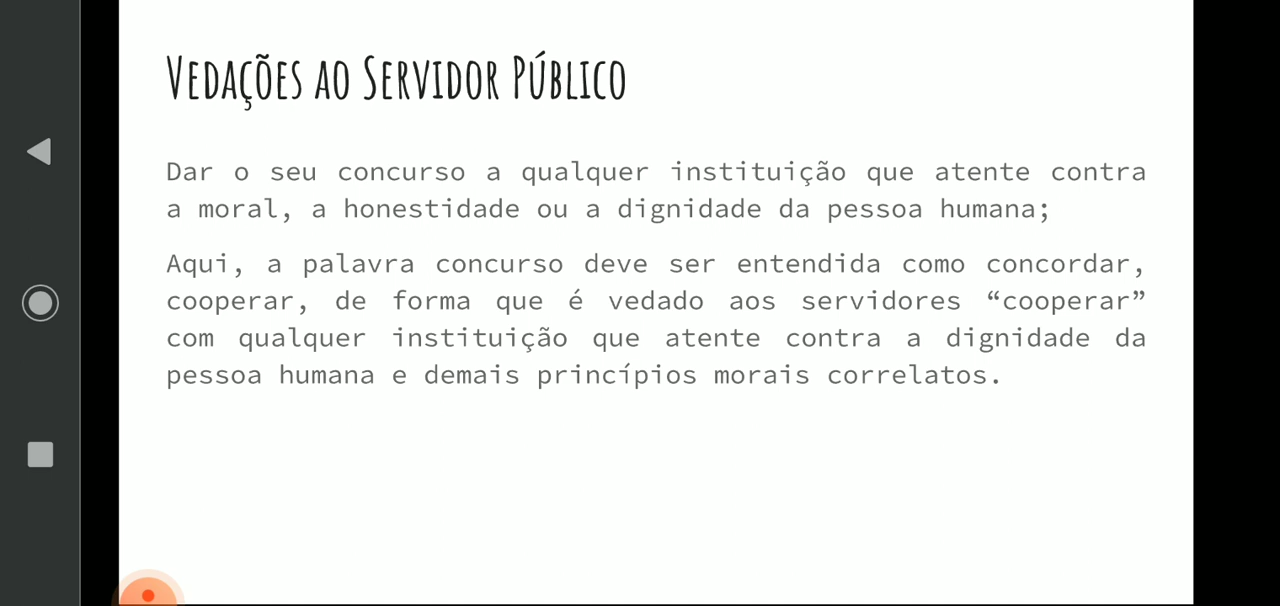 Vedações ao Servidor Público
Dar o seu concurso a qualquer instituição que atente contra
a moral, a honestidade ou a dignidade da pessoa humana;
Aqui, a palavra concurso deve ser entendida como concordar,
cooperar, de forma que é vedado aos servidores “cooperar”
com qualquer instituição que atente contra a dignidade da
pessoa humana e demais princípios morais correlatos.